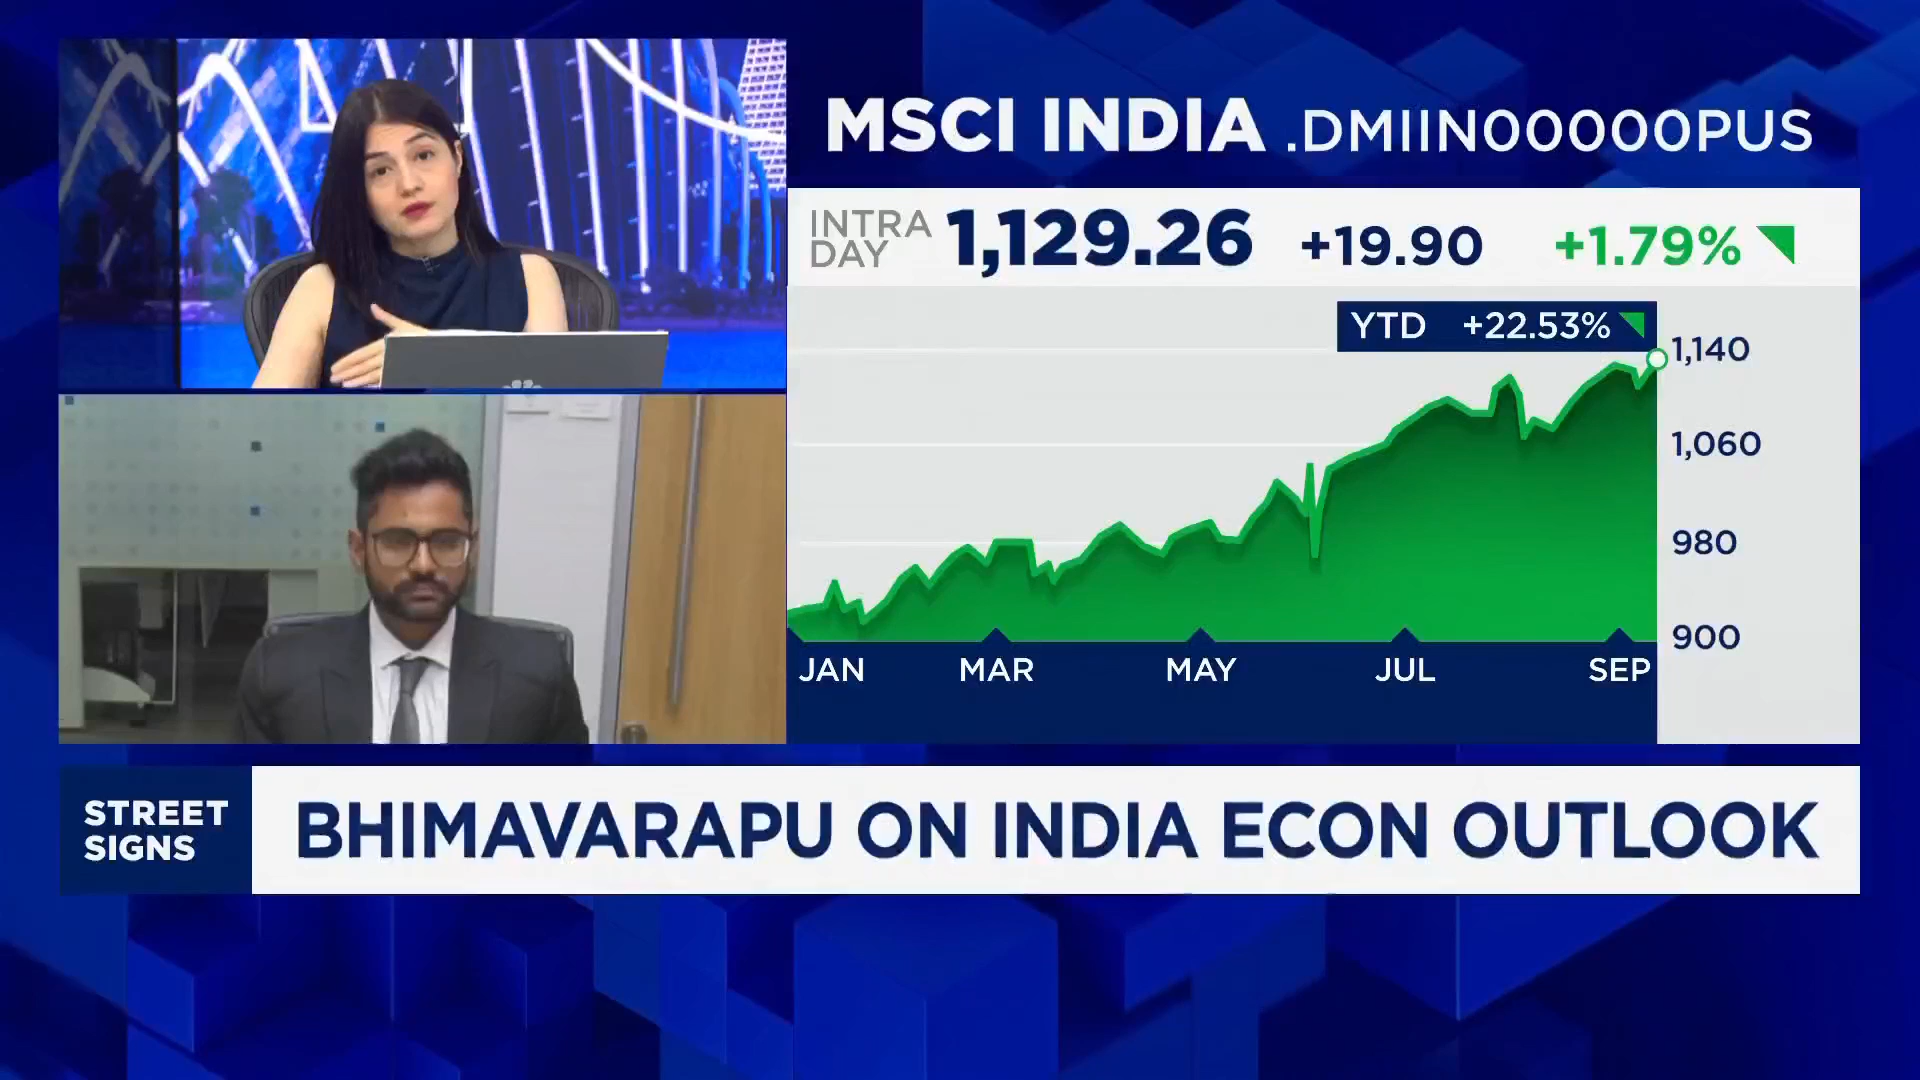 MSCI INDIA .DMIIN00000PUS
INTRA
DAY
1,129.26 +19.90 +1.79%
YTD +22.53%
1,140
1,060
980
900
JAN MAR MAY JUL SEP
STREET
SIGNS
BHIMAVARAPU ON INDIA ECON OUTLOOK